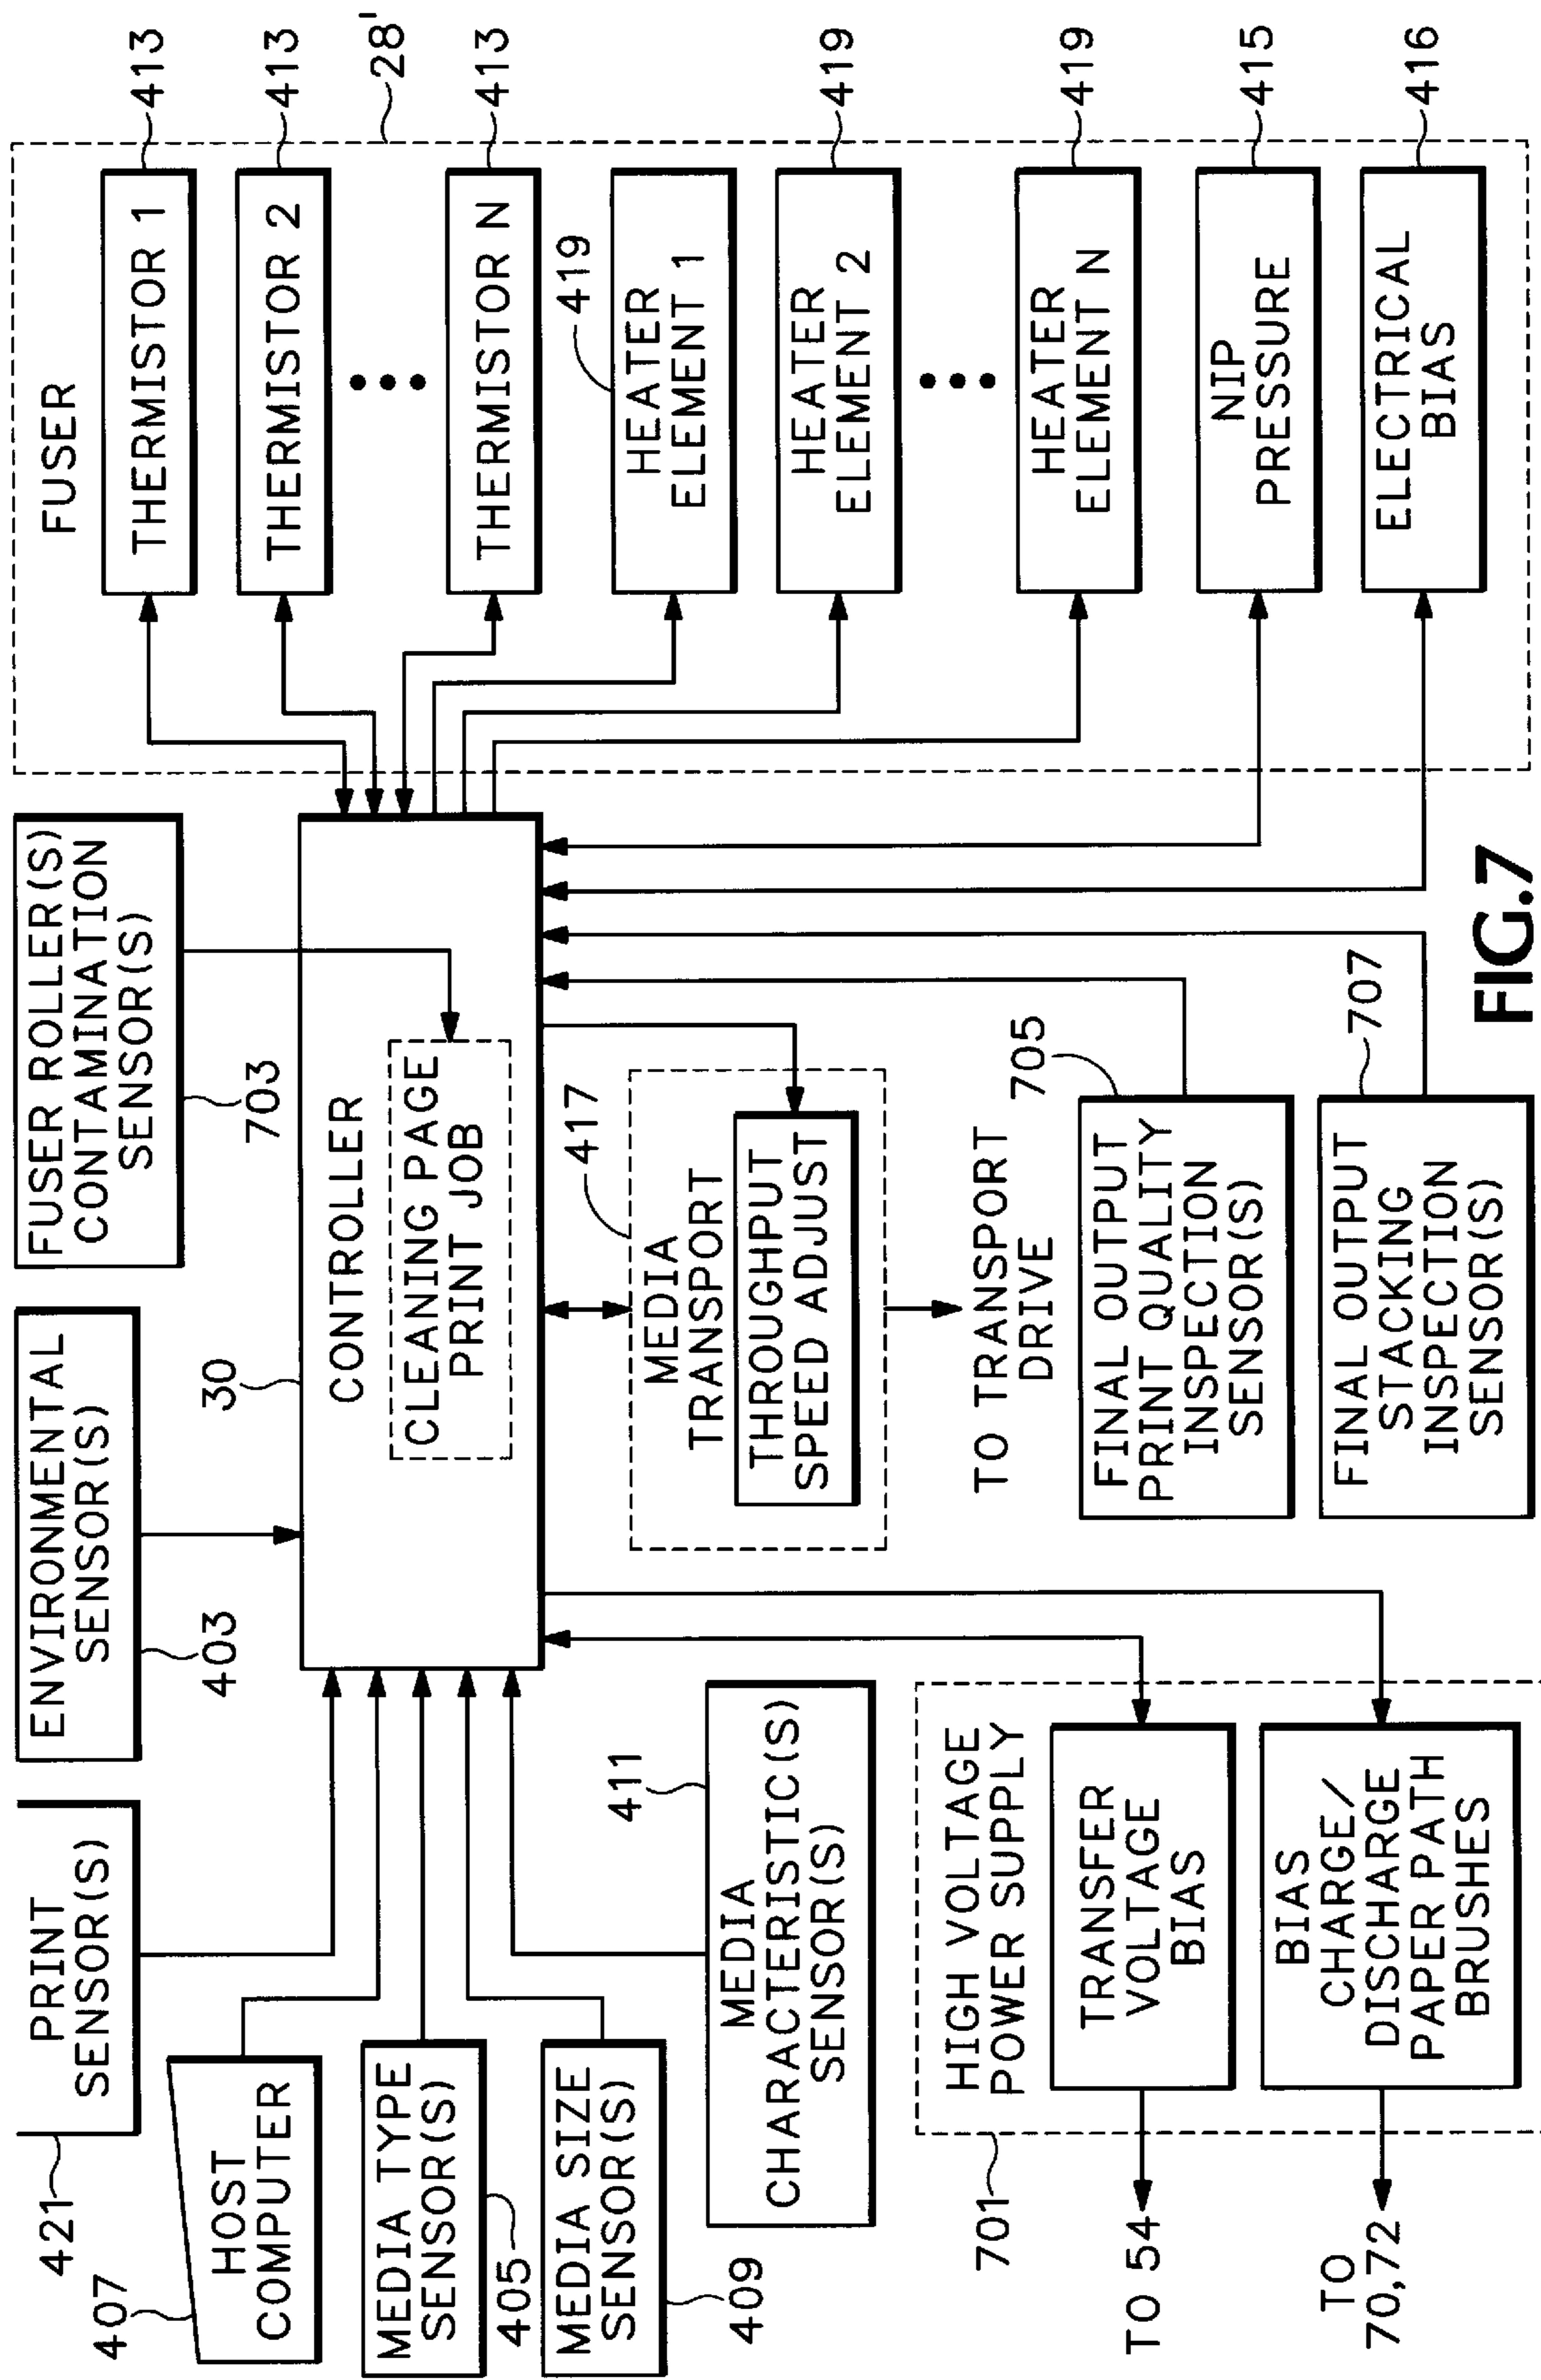 421
PRINT
SENSOR(S)
ENVIRONMENTAL
SENSOR(S)
403
FUSER ROLLER(S)
CONTAMINATION
SENSOR(S)
703
407
HOST
COMPUTER
MEDIA TYPE
SENSOR(S)
405
MEDIA SIZE
SENSOR(S)
409
MEDIA
CHARACTERISTIC(S)
SENSOR(S)
411
30
CONTROLLER
CLEANING PAGE
PRINT JOB
417
MEDIA
TRANSPORT
THROUGHPUT
SPEED ADJUST
TO TRANSPORT
DRIVE
705
FINAL OUTPUT
PRINT QUALITY
INSPECTION
SENSOR(S)
707
FINAL OUTPUT
STACKING
INSPECTION
SENSOR(S)
701
HIGH VOLTAGE
POWER SUPPLY
TRANSFER
VOLTAGE
BIAS
TO 54
BIAS
CHARGE/
DISCHARGE
PAPER PATH
BRUSHES
TO
70,72
FUSER
28'
THERMISTOR 1
413
THERMISTOR 2
413
THERMISTOR N
413
HEATER
ELEMENT 1
419
HEATER
ELEMENT 2
419
HEATER
ELEMENT N
419
NIP
PRESSURE
415
ELECTRICAL
BIAS
416
FIG.7